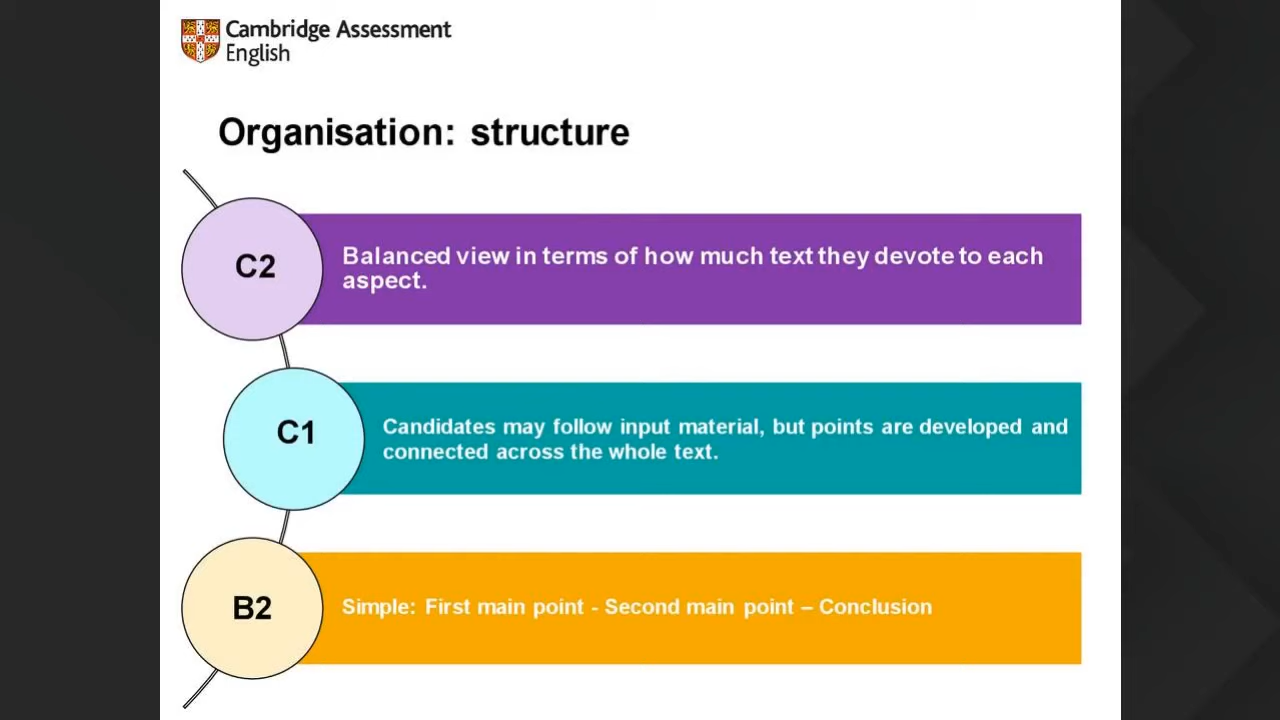 Cambridge Assessment
English
Organisation: structure
C2
Balanced view in terms of how much text they devote to each
aspect.
C1
Candidates may follow input material, but points are developed and
connected across the whole text.
B2
Simple: First main point - Second main point – Conclusion